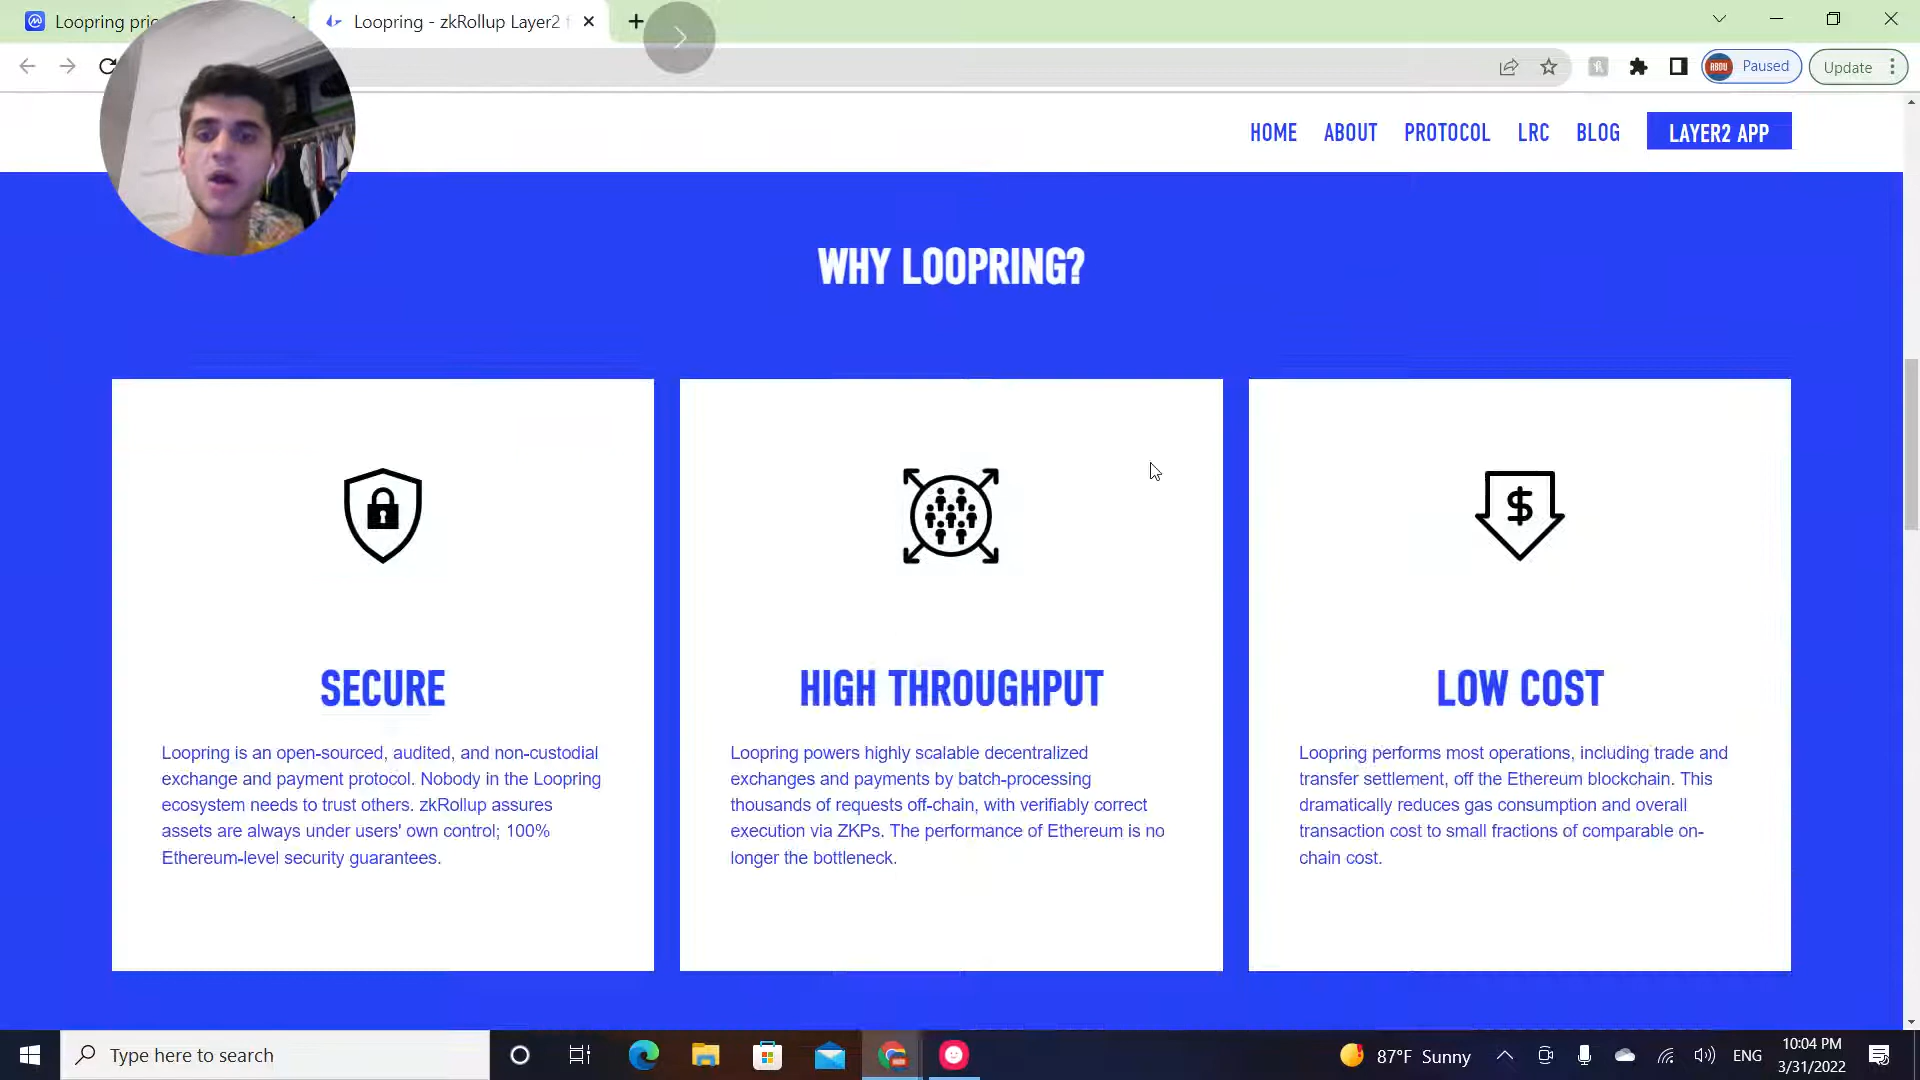 Loopring pri
Loopring - zkRollup Layer2 f
Paused
Update
HOME ABOUT PROTOCOL LRC BLOG LAYER2 APP
WHY LOOPRING?
SECURE
Loopring is an open-sourced, audited, and non-custodial
exchange and payment protocol. Nobody in the Loopring
ecosystem needs to trust others. zkRollup assures
assets are always under users' own control; 100%
Ethereum-level security guarantees.
HIGH THROUGHPUT
Loopring powers highly scalable decentralized
exchanges and payments by batch-processing
thousands of requests off-chain, with verifiably correct
execution via ZKPs. The performance of Ethereum is no
longer the bottleneck.
$
LOW COST
Loopring performs most operations, including trade and
transfer settlement, off the Ethereum blockchain. This
dramatically reduces gas consumption and overall
transaction cost to small fractions of comparable on-
chain cost.
Type here to search
87°F Sunny
ENG
10:04 PM
3/31/2022